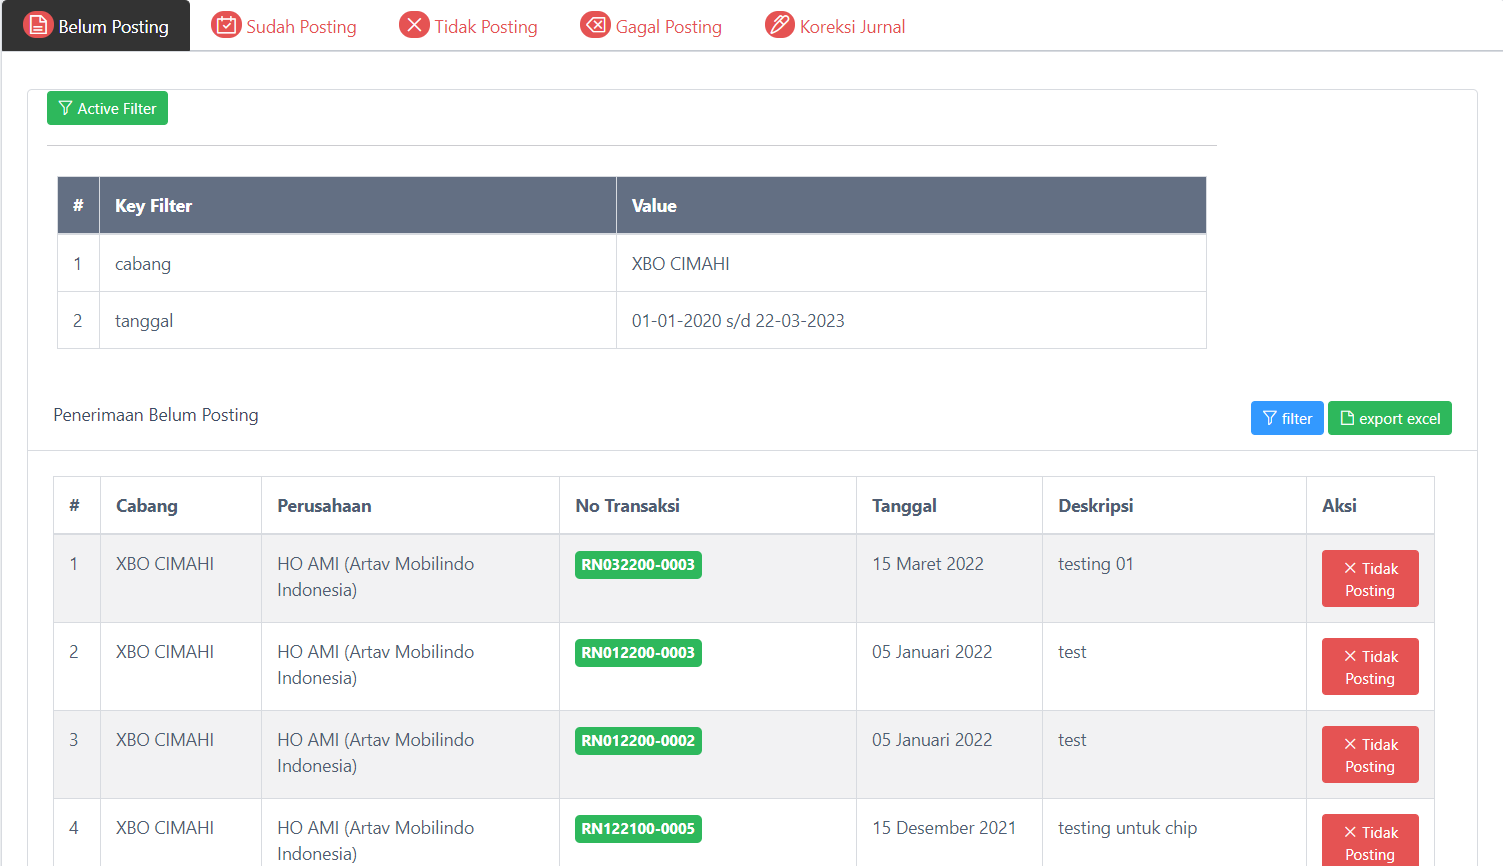 Belum Posting Sudah Posting Tidak Posting Gagal Posting Koreksi Jurnal
Active Filter
# Key Filter Value
1 cabang XBO CIMAHI
2 tanggal 01-01-2020 s/d 22-03-2023
Penerimaan Belum Posting filter export excel
# Cabang Perusahaan No Transaksi Tanggal Deskripsi Aksi
1 XBO CIMAHI HO AMI (Artav Mobilindo RN032200-0003 15 Maret 2022 testing 01 Tidak
Indonesia) Posting
2 XBO CIMAHI HO AMI (Artav Mobilindo RN012200-0003 05 Januari 2022 test Tidak
Indonesia) Posting
3 XBO CIMAHI HO AMI (Artav Mobilindo RN012200-0002 05 Januari 2022 test Tidak
Indonesia) Posting
4 XBO CIMAHI HO AMI (Artav Mobilindo RN122100-0005 15 Desember 2021 testing untuk chip Tidak
Indonesia) Posting